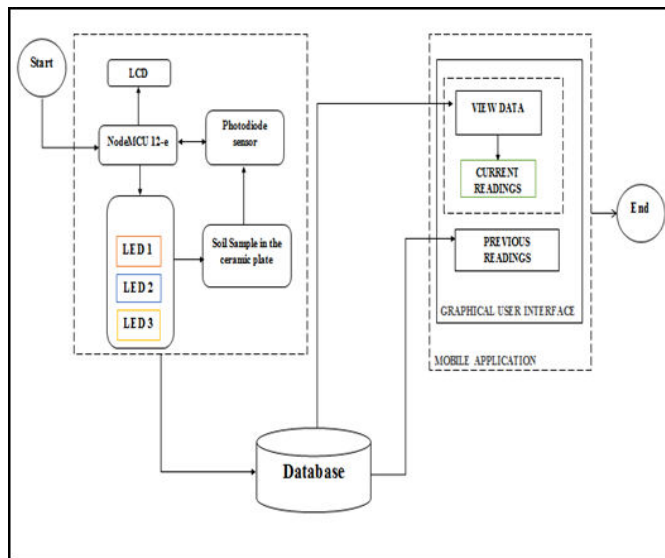 Start
LCD
NodeMCU 12-e
Photodiode
sensor
LED 1
LED 2
LED 3
Soil Sample in the
ceramic plate
Database
VIEW DATA
CURRENT
READINGS
PREVIOUS
READINGS
GRAPHICAL USER INTERFACE
MOBILE APPLICATION
End